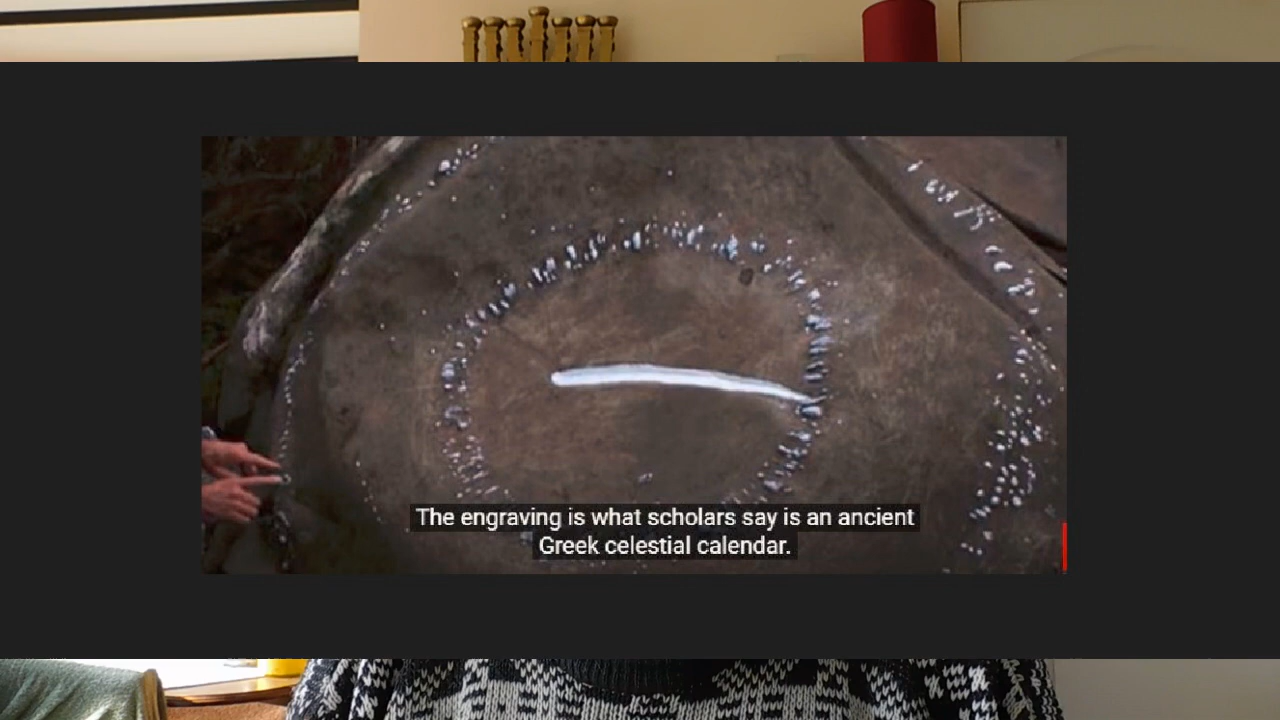 The engraving is what scholars say is an ancient
Greek celestial calendar.